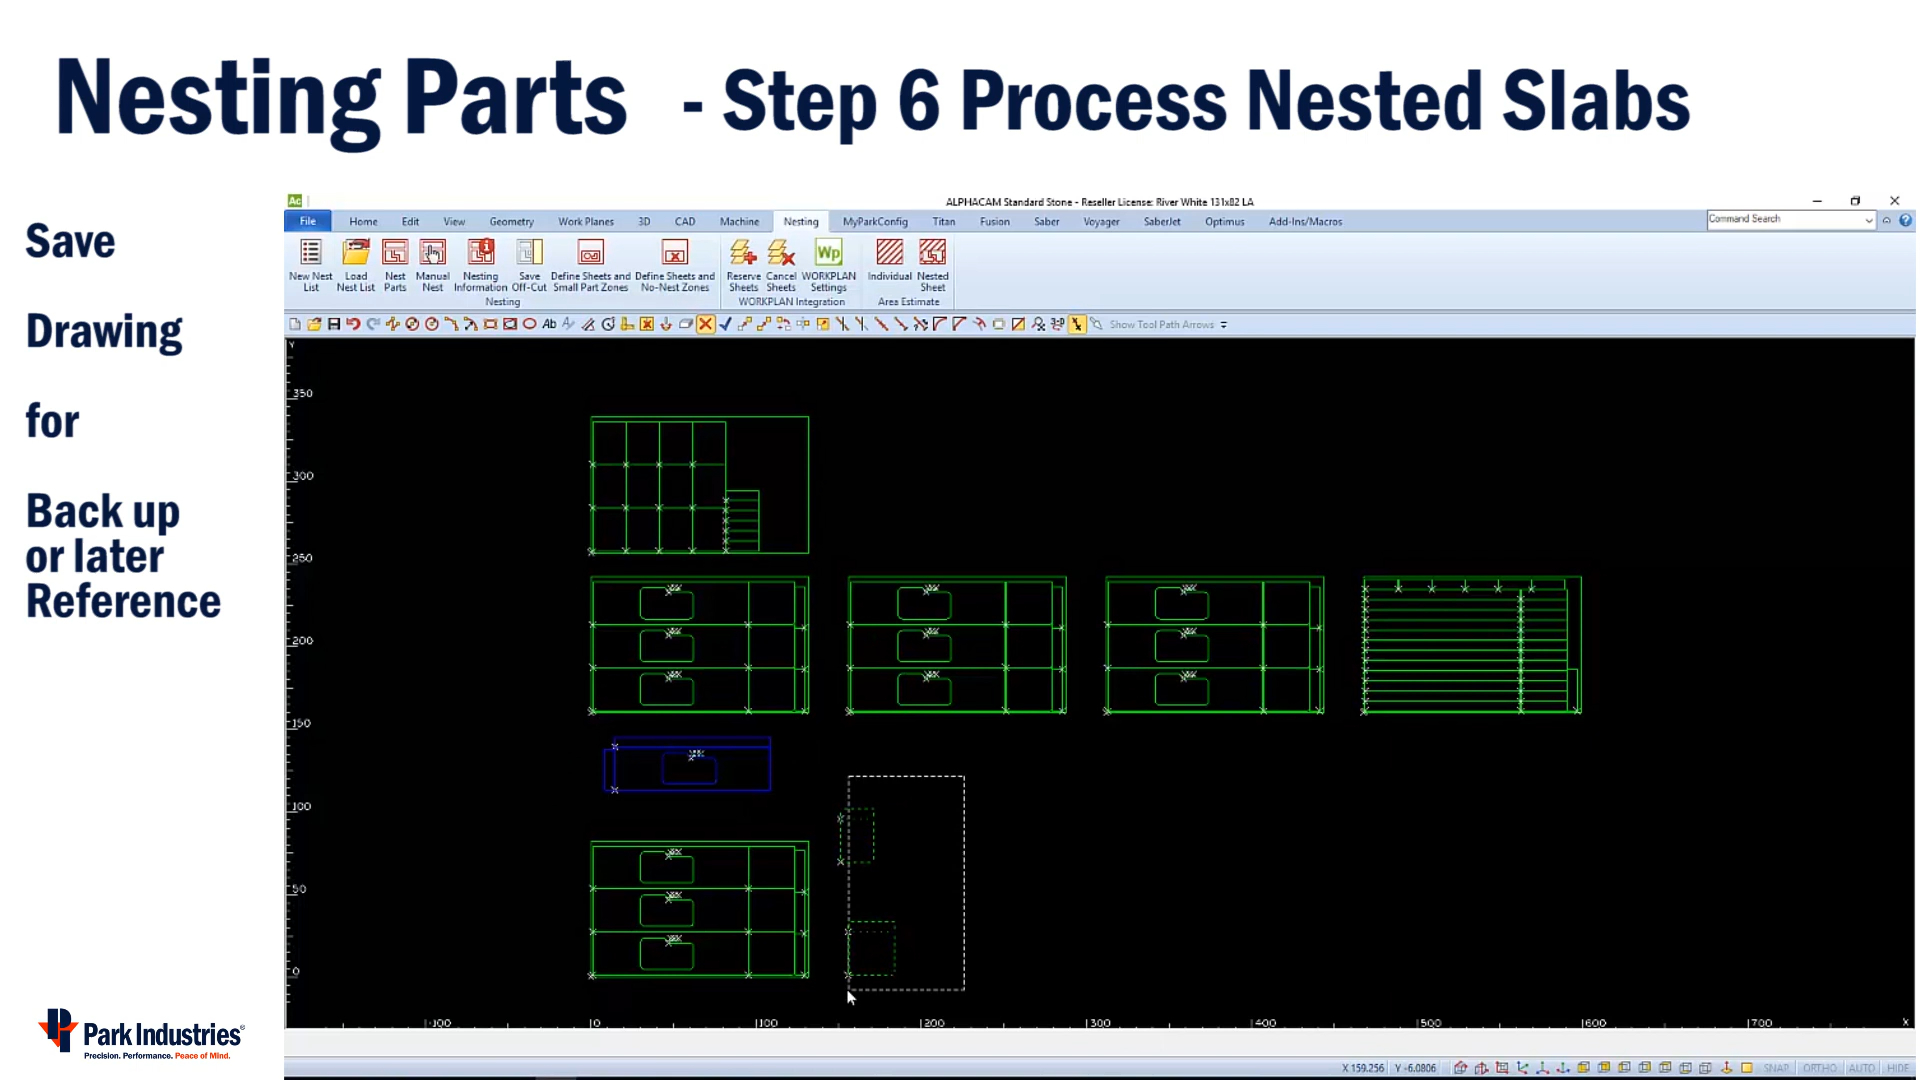 Nesting Parts - Step 6 Process Nested Slabs
Save
Drawing
for
Back up
or later
Reference
Park Industries®
Precision. Performance. Peace of Mind.
Ac
ALPHACAM Standard Stone - Reseller License: River White 131x82 LA
File Home Edit View Geometry Work Planes 3D CAD Machine Nesting MyParkConfig Titan Fusion Saber Voyager SaberJet Optimus Add-Ins/Macros
Command Search
New Nest List
Load Nest List
Nest Parts
Manual Nest
Nesting Information
Save Off-Cut
Define Sheets and Small Part Zones
Define Sheets and No-Nest Zones
Nesting
Reserve Sheets
Cancel Sheets
Wp
WORKPLAN Settings
WORKPLAN Integration
Individual
Nested Sheet
Area Estimate
Show Tool Path Arrows
Y
350
300
250
200
150
100
50
0
-100 0 100 200 300 400 500 600 700 X
X 159.256 Y -6.0806
SNAP ORTHO AUTO HIDE